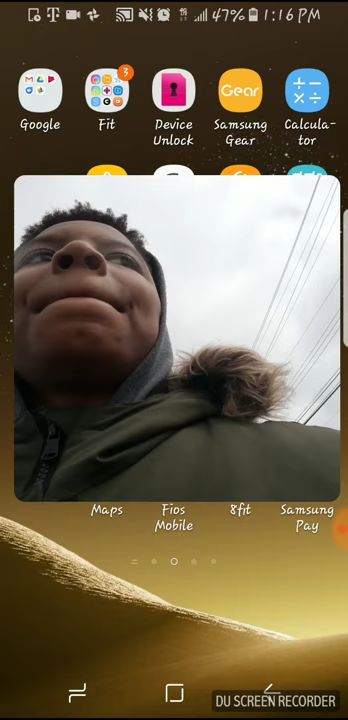 47% 1:16 PM
3
Google
Fit
Device
Unlock
Samsung
Gear
Calcula-
tor
Gear
Maps
Fios
Mobile
8fit
Samsung
Pay
DU SCREEN RECORDER